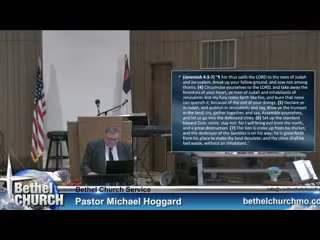 (Jeremiah 4:3-7) "¶ For thus saith the LORD to the men of Judah
and Jerusalem, Break up your fallow ground, and sow not among
thorns. {4} Circumcise yourselves to the LORD, and take away the
foreskins of your heart, ye men of Judah and inhabitants of
Jerusalem: lest my fury come forth like fire, and burn that none
can quench it, because of the evil of your doings. {5} Declare ye
in Judah, and publish in Jerusalem; and say, Blow ye the trumpet
in the land: cry, gather together, and say, Assemble yourselves,
and let us go into the defenced cities. {6} Set up the standard
toward Zion: retire, stay not: for I will bring evil from the north,
and a great destruction. {7} The lion is come up from his thicket,
and the destroyer of the Gentiles is on his way; he is gone forth
from his place to make thy land desolate; and thy cities shall be
laid waste, without an inhabitant."
Bethel
CHURCH
Bethel Church Service
Pastor Michael Hoggard
bethelchurchmo.co